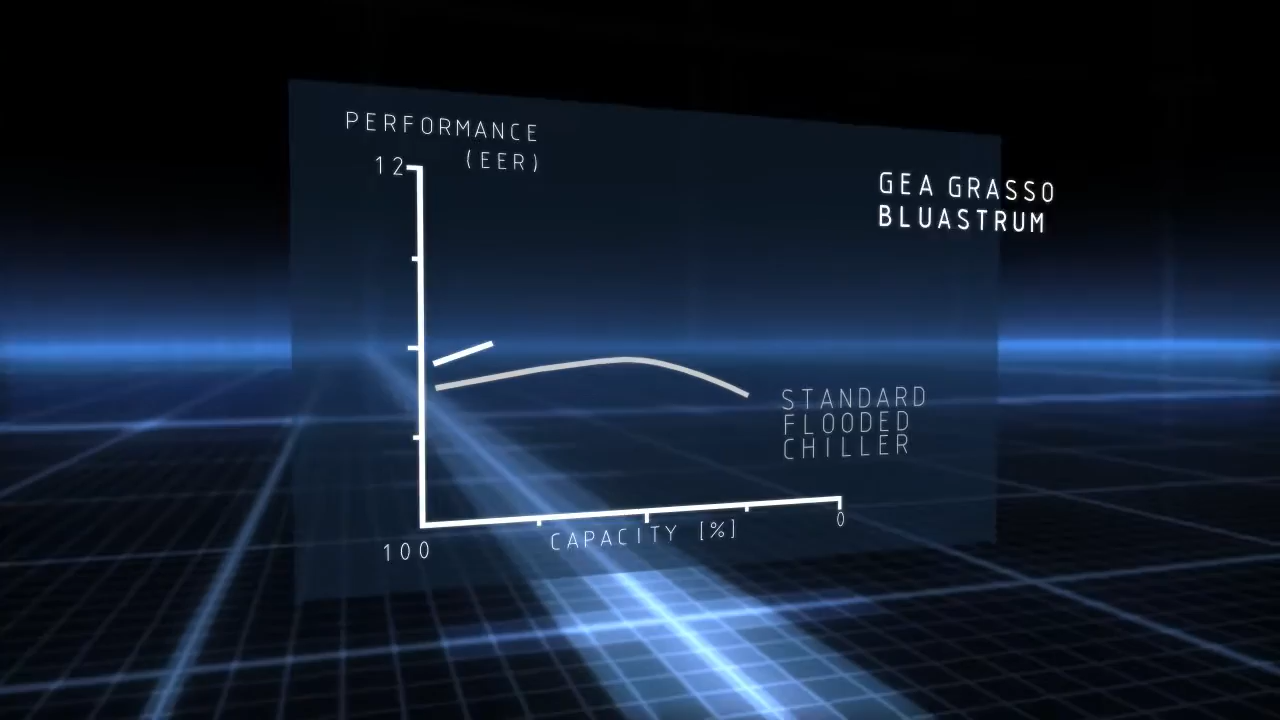 PERFORMANCE
(EER)
12
GEA GRASSO
BLUASTRUM
STANDARD
FLOODED
CHILLER
0
CAPACITY [%]
100